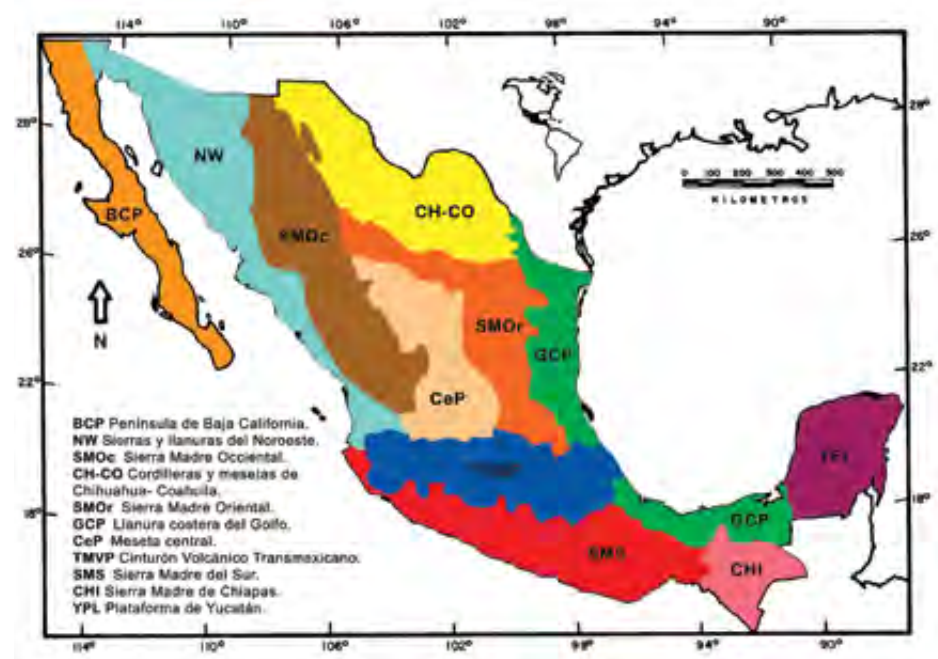 114° 110° 106° 102° 98° 94° 90°
28° 28°
0 100 200 300 400 500
KILOMETROS
NW
CH-CO
BCP
SMOc
26° 26°
N
SMOr
GCP
22° 22°
CeP
BCP Península de Baja California.
NW Sierras y llanuras del Noroeste.
SMOc Sierra Madre Occiental.
CH-CO Cordilleras y mesetas de
Chihuahua- Coahuila.
SMOr Sierra Madre Oriental.
GCP Llanura costera del Golfo.
CeP Meseta central.
TMVP Cinturón Volcánico Transmexicano.
SMS Sierra Madre del Sur.
CHI Sierra Madre de Chiapas.
YPL Plataforma de Yucatán.
YPL
18° 18°
GCP
SMS
CHI
114° 110° 106° 102° 98° 94° 90°